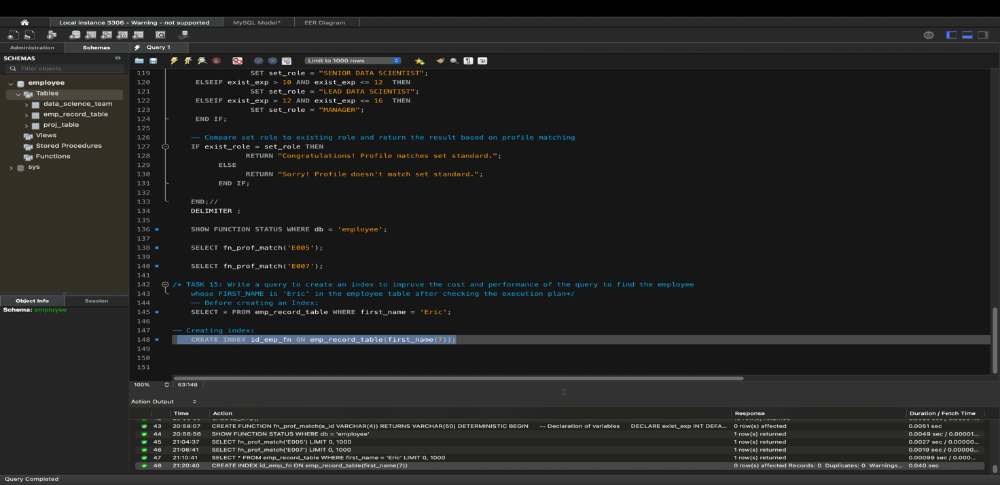 Local instance 3306 - Warning - not supported
MySQL Model*
EER Diagram
Administration
Schemas
Query 1
SCHEMAS
Filter objects
Limit to 1000 rows
employee
Tables
data_science_team
emp_record_table
proj_table
Views
Stored Procedures
Functions
sys
119 SET set_role = "SENIOR DATA SCIENTIST";
120 ELSEIF exist_exp > 10 AND exist_exp <= 12 THEN
121 SET set_role = "LEAD DATA SCIENTIST";
122 ELSEIF exist_exp > 12 AND exist_exp <= 16 THEN
123 SET set_role = "MANAGER";
124 END IF;
125
126 -- Compare set role to existing role and return the result based on profile matching
127 IF exist_role = set_role THEN
128 RETURN "Congratulations! Profile matches set standard.";
129 ELSE
130 RETURN "Sorry! Profile doesn't match set standard.";
131 END IF;
132
133 END;//
134 DELIMITER ;
135
136 SHOW FUNCTION STATUS WHERE db = 'employee';
137
138 SELECT fn_prof_match('E005');
139
140 SELECT fn_prof_match('E007');
141
142 /* TASK 15: Write a query to create an index to improve the cost and performance of the query to find the employee
143 whose FIRST_NAME is ‘Eric’ in the employee table after checking the execution plan*/
144 -- Before creating an Index:
145 SELECT * FROM emp_record_table WHERE first_name = 'Eric';
146
147 -- Creating index:
148 CREATE INDEX id_emp_fn ON emp_record_table(first_name(7));
149
150
151
Object Info
Session
Schema: employee
100%
63:148
Action Output
Time Action Response Duration / Fetch Time
43 20:58:07 CREATE FUNCTION fn_prof_match(e_id VARCHAR(4)) RETURNS VARCHAR(50) DETERMINISTIC BEGIN -- Declaration of variables DECLARE exist_exp INT DEFA... 0 row(s) affected 0.0051 sec
44 20:58:56 SHOW FUNCTION STATUS WHERE db = 'employee' 1 row(s) returned 0.0049 sec / 0.00001...
45 21:04:37 SELECT fn_prof_match('E005') LIMIT 0, 1000 1 row(s) returned 0.0027 sec / 0.00000...
46 21:06:41 SELECT fn_prof_match('E007') LIMIT 0, 1000 1 row(s) returned 0.0019 sec / 0.00000...
47 21:10:41 SELECT * FROM emp_record_table WHERE first_name = 'Eric' LIMIT 0, 1000 1 row(s) returned 0.00099 sec / 0.000...
48 21:20:40 CREATE INDEX id_emp_fn ON emp_record_table(first_name(7)) 0 row(s) affected Records: 0 Duplicates: 0 Warnings... 0.040 sec
Query Completed